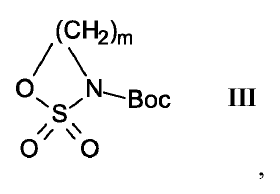 (CH2)m
O N Boc III
S
O O
,